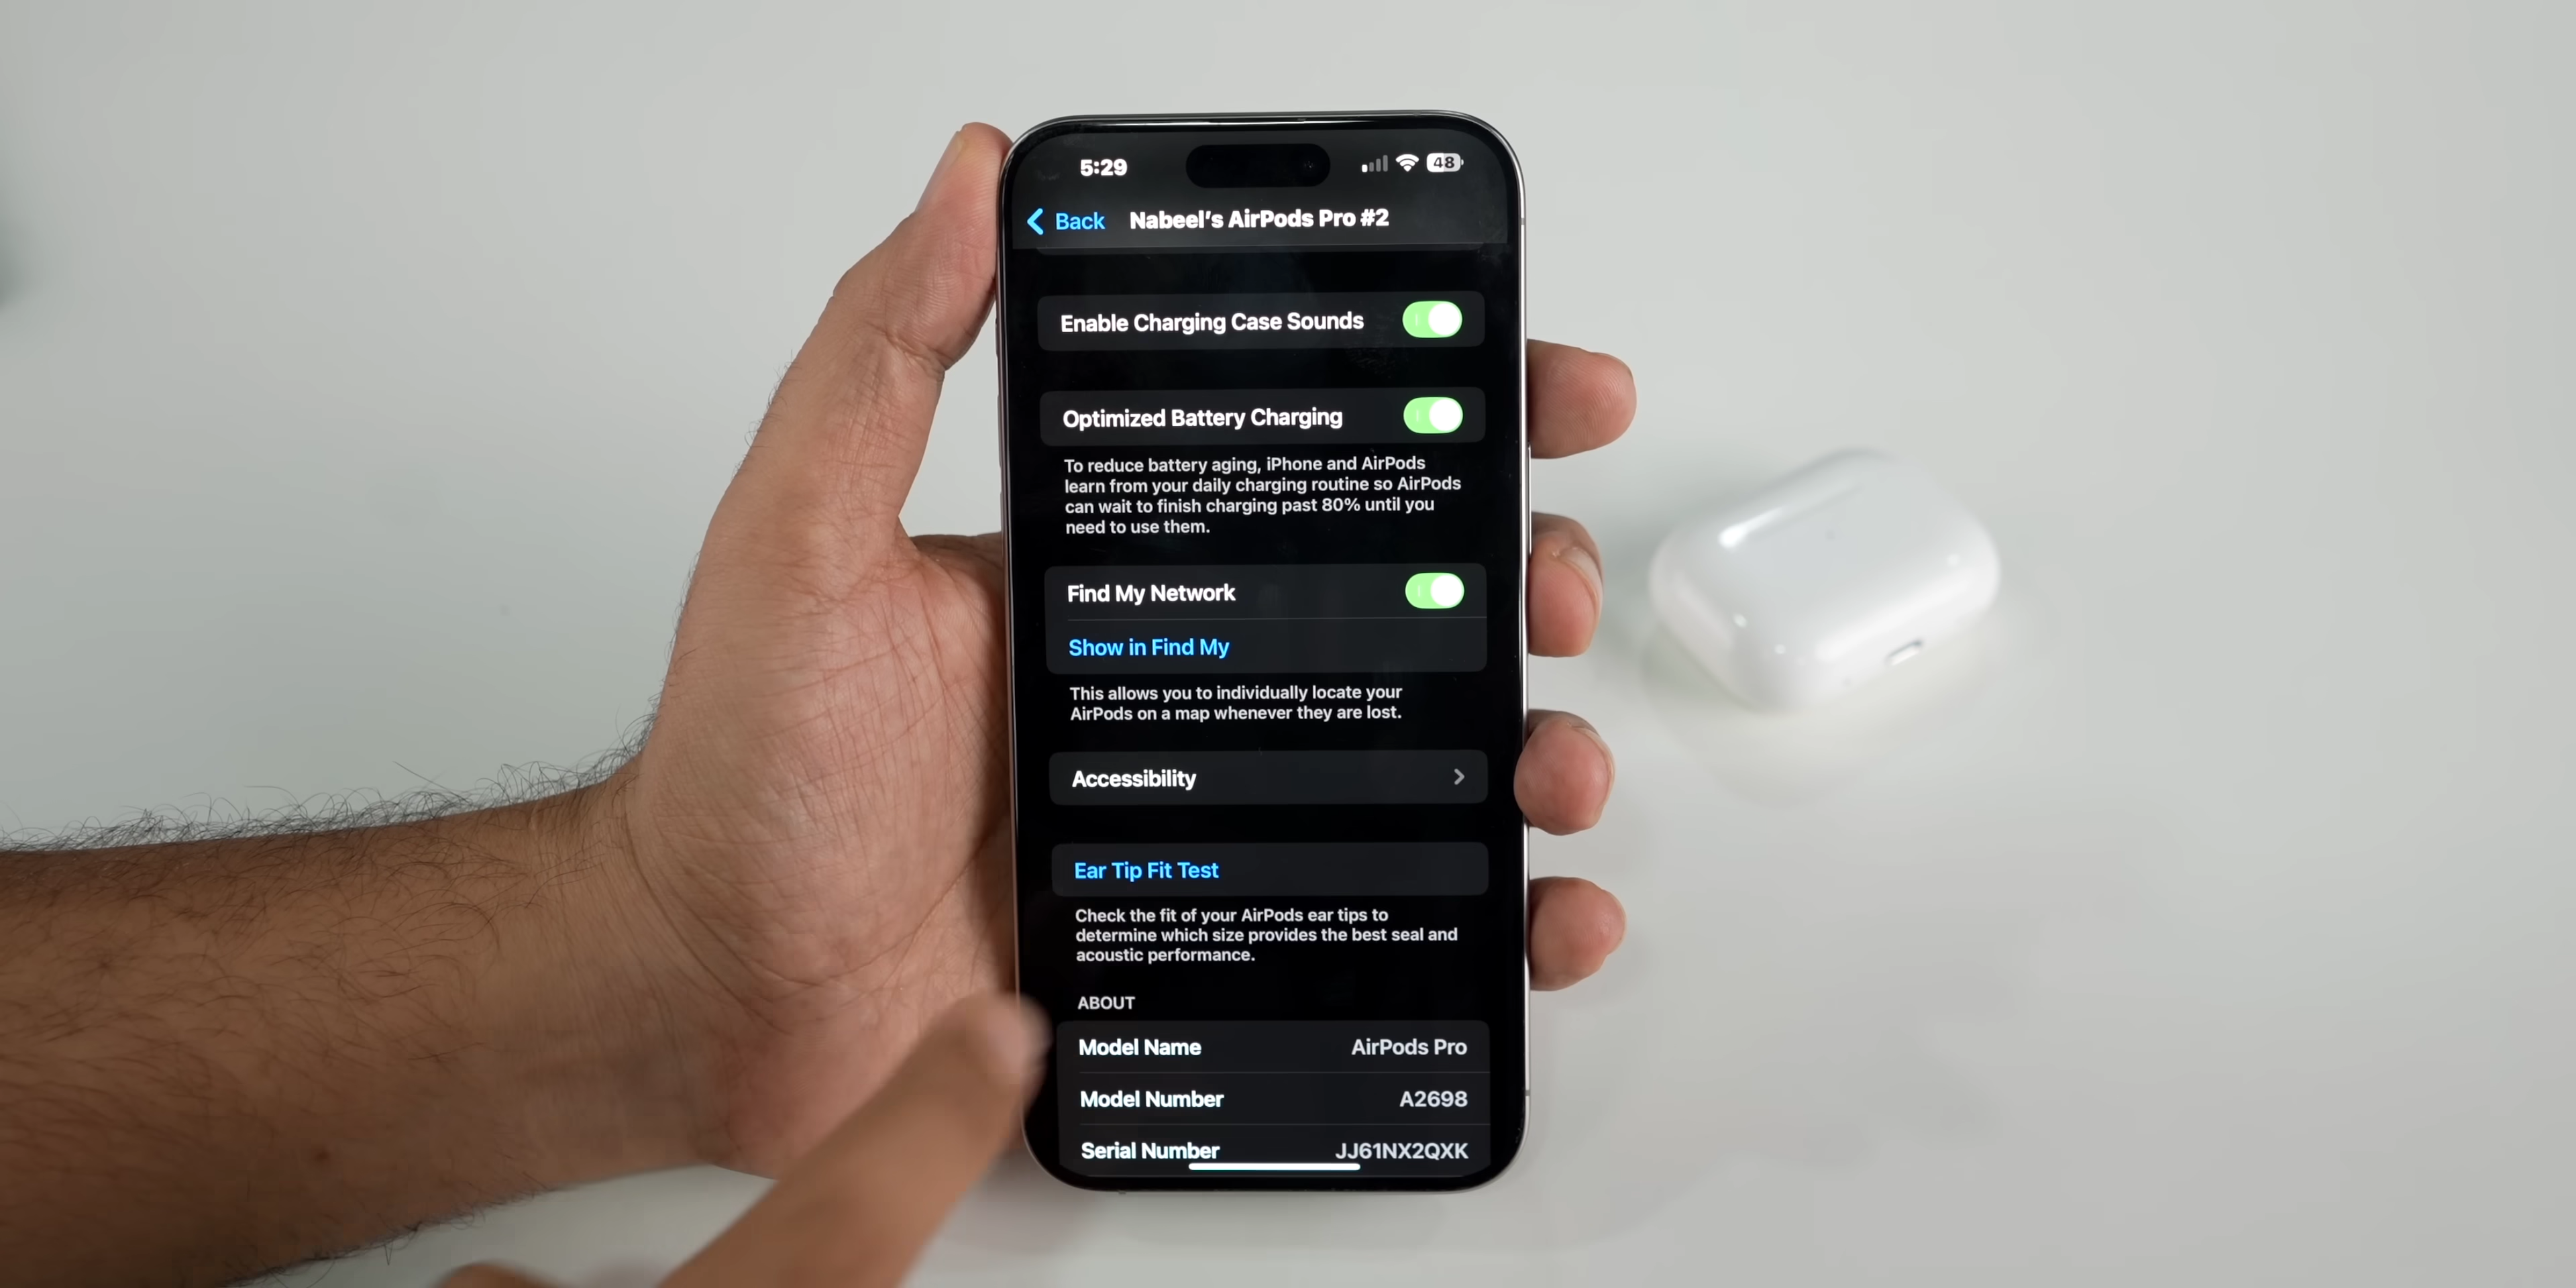 5:29
48
Back
Nabeel's AirPods Pro #2
Enable Charging Case Sounds
Optimized Battery Charging
To reduce battery aging, iPhone and AirPods
learn from your daily charging routine so AirPods
can wait to finish charging past 80% until you
need to use them.
Find My Network
Show in Find My
This allows you to individually locate your
AirPods on a map whenever they are lost.
Accessibility
Ear Tip Fit Test
Check the fit of your AirPods ear tips to
determine which size provides the best seal and
acoustic performance.
ABOUT
Model Name AirPods Pro
Model Number A2698
Serial Number JJ61NX2QXK